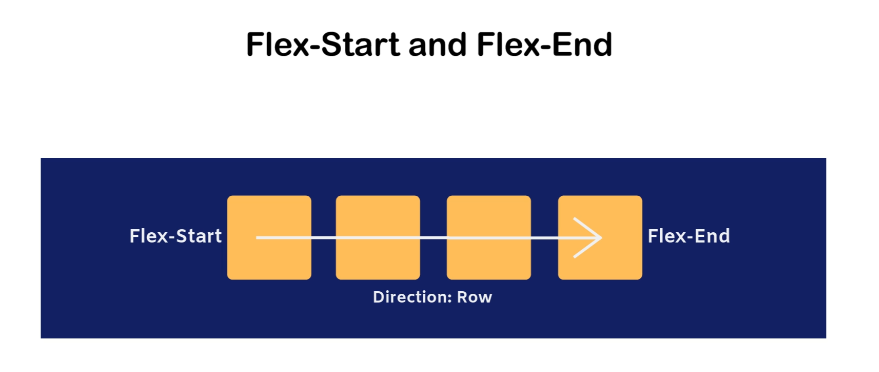 Flex-Start and Flex-End
Flex-Start
Flex-End
Direction: Row